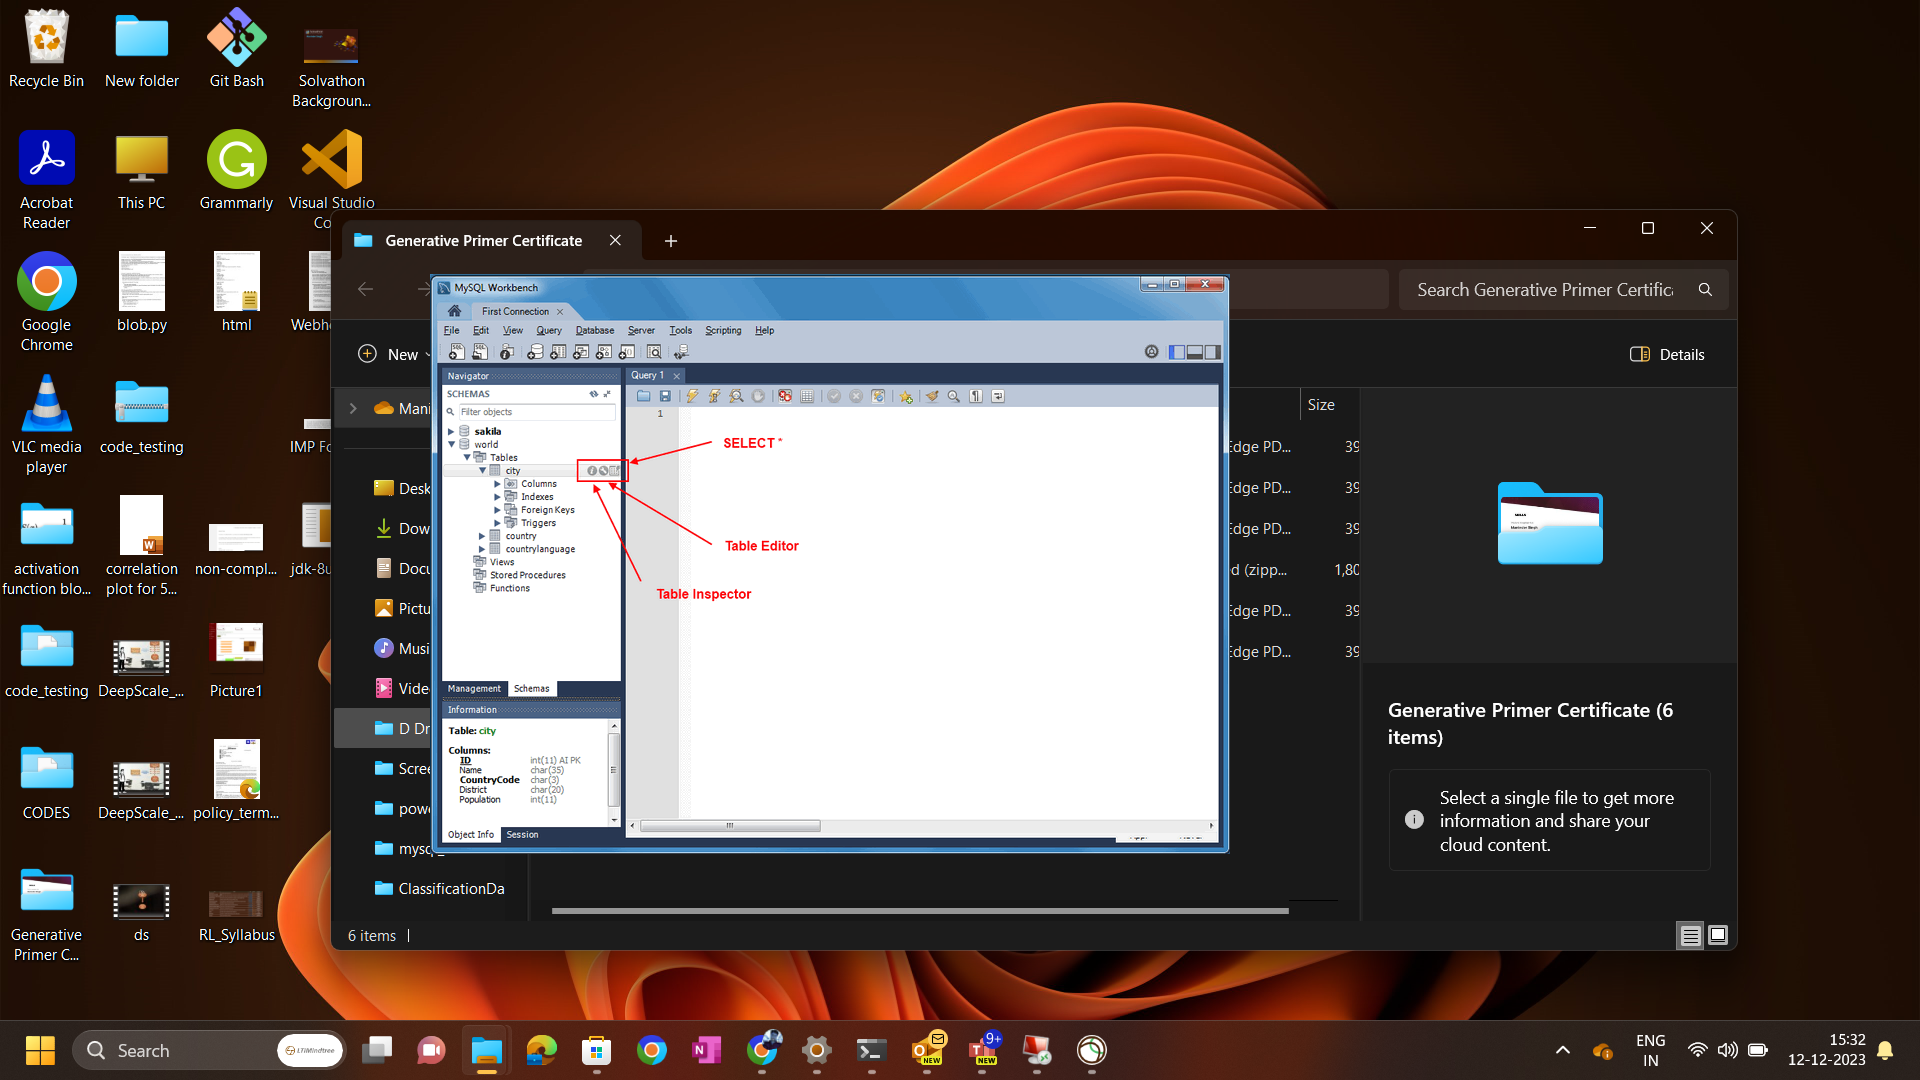 Recycle Bin
New folder
Git Bash
Solvathon
Backgroun...
Acrobat
Reader
This PC
Grammarly
Visual Studio
Co
Google
Chrome
blob.py
html
Webh
VLC media
player
code_testing
IMP Fo
activation
function blo...
correlation
plot for 5...
non-compl...
jdk-8u
code_testing
DeepScale_...
Picture1
CODES
DeepScale_...
policy_term...
Generative
Primer C...
ds
RL_Syllabus
Generative Primer Certificate
Search Generative Primer Certific
New
Details
Mani
Desk
Dow
Docu
Pictu
Musi
Vide
D Dr
Scre
pow
mysq_
ClassificationDa
Size
Edge PD... 39
Edge PD... 39
Edge PD... 39
d (zipp... 1,80
Edge PD... 39
Edge PD... 39
Generative Primer Certificate (6
items)
Select a single file to get more
information and share your
cloud content.
6 items
MySQL Workbench
First Connection
File Edit View Query Database Server Tools Scripting Help
Navigator
SCHEMAS
Filter objects
sakila
world
Tables
city
Columns
Indexes
Foreign Keys
Triggers
country
countrylanguage
Views
Stored Procedures
Functions
Management Schemas
Information
Table: city
Columns:
ID int(11) AI PK
Name char(35)
CountryCode char(3)
District char(20)
Population int(11)
Object Info Session
Query 1
1
SELECT *
Table Editor
Table Inspector
Search
LTIMindtree
NEW
9+
NEW
ENG
IN
15:32
12-12-2023